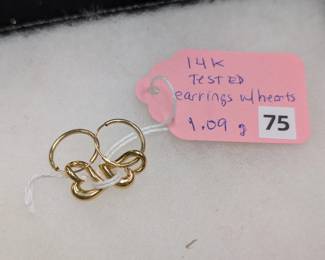 14K
TESTED
earrings w/hearts
1.09 g 75